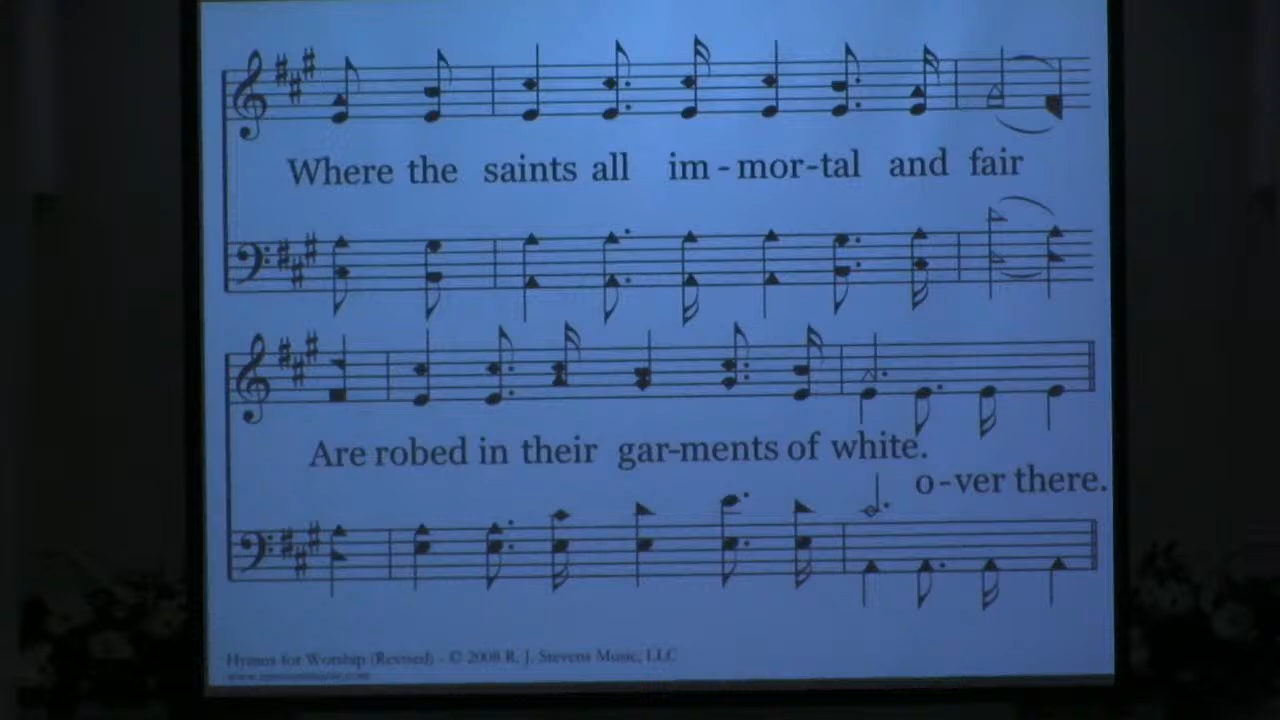 Where the saints all im-mor-tal and fair
Are robed in their gar-ments of white.
o-ver there.
Hymns for Worship (Revised) - © 2008 R. J. Stevens Music, LLC